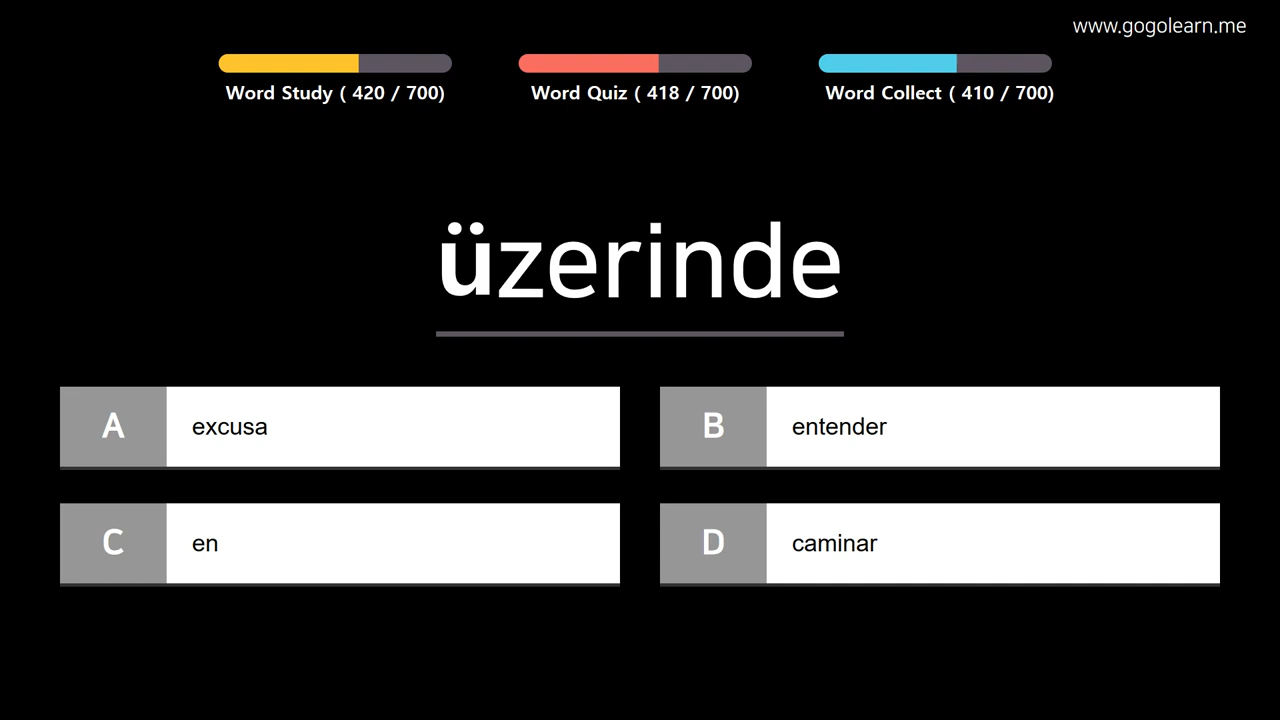 www.gogolearn.me
Word Study ( 420 / 700)
Word Quiz ( 418 / 700)
Word Collect ( 410 / 700)
üzerinde
A excusa
B entender
C en
D caminar